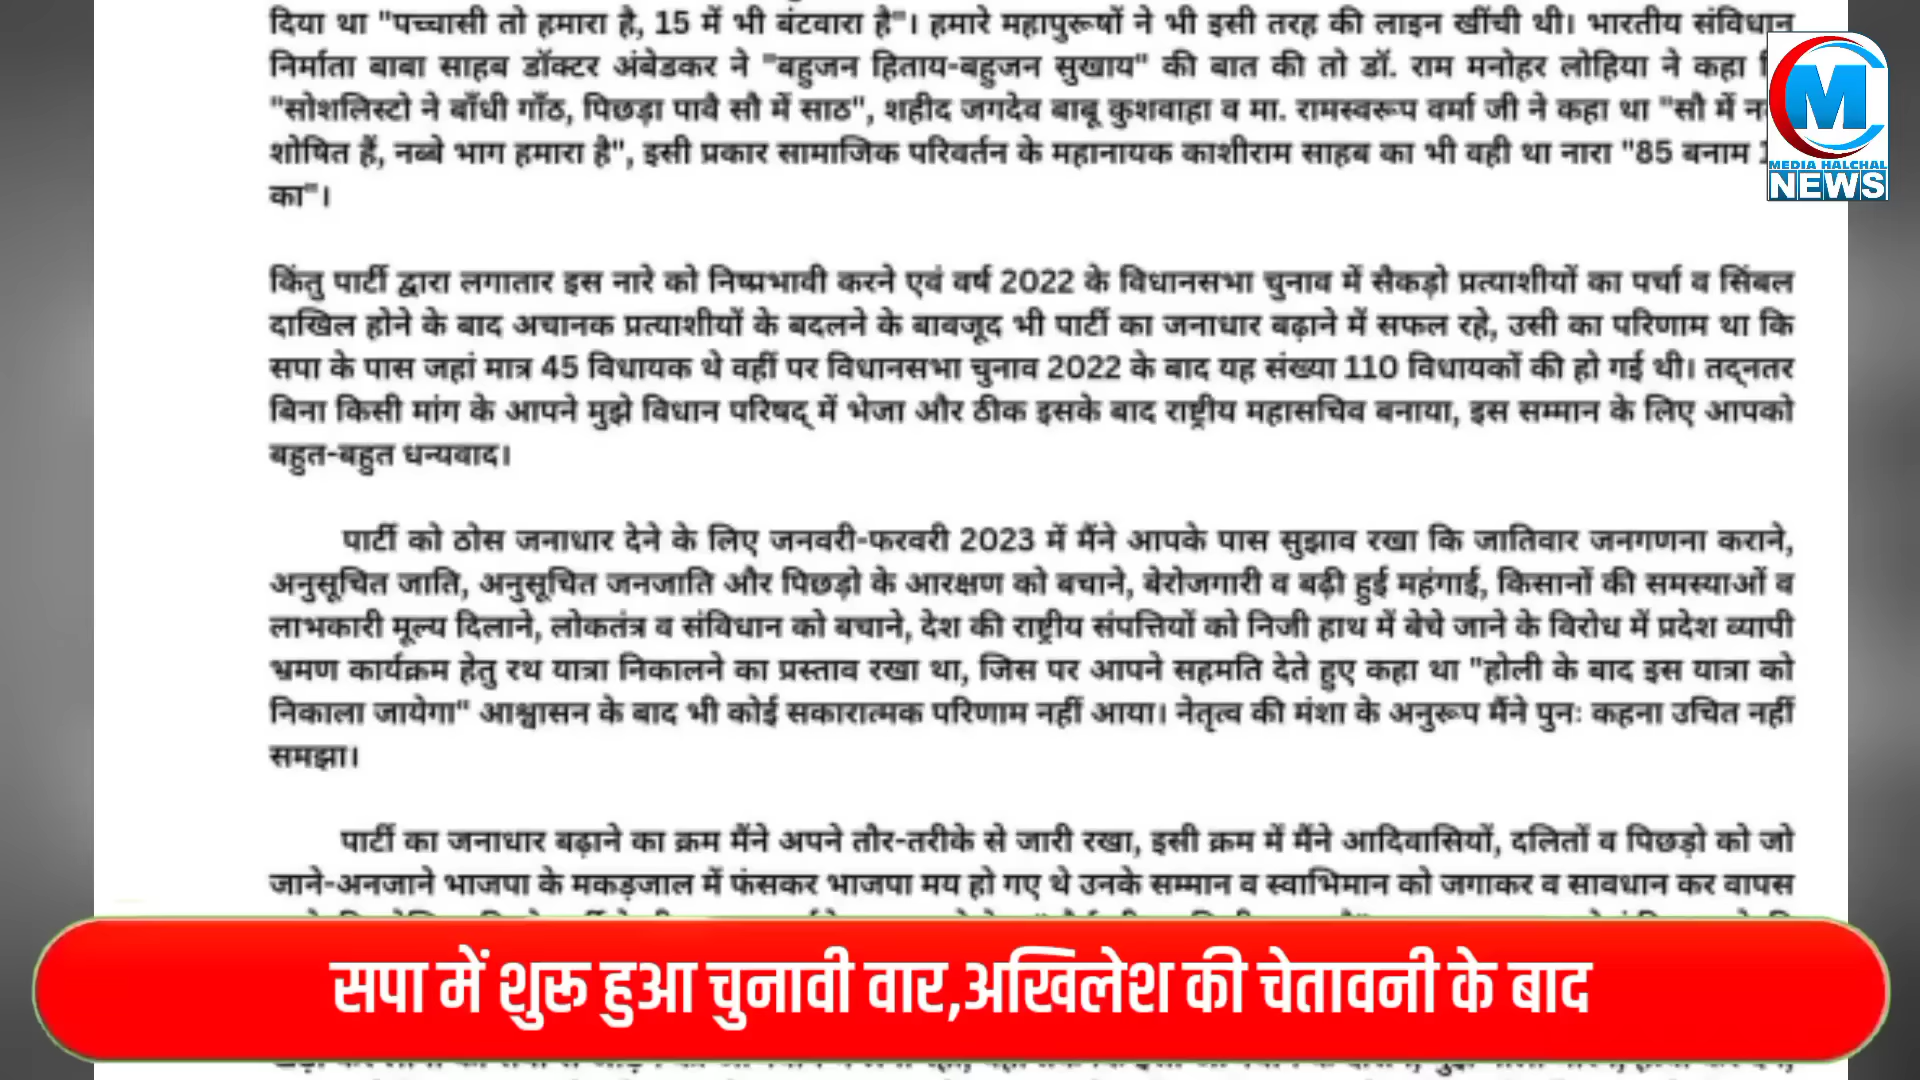 दिया था "पच्चासी तो हमारा है, 15 में भी बंटवारा है"। हमारे महापुरूषों ने भी इसी तरह की लाइन खींची थी। भारतीय संविधान
निर्माता बाबा साहब डॉक्टर अंबेडकर ने "बहुजन हिताय-बहुजन सुखाय" की बात की तो डॉ. राम मनोहर लोहिया ने कहा
"सोशलिस्टो ने बाँधी गाँठ, पिछड़ा पावै सौ में साठ", शहीद जगदेव बाबू कुशवाहा व मा. रामस्वरूप वर्मा जी ने कहा था "सौ में
शोषित हैं, नब्बे भाग हमारा है", इसी प्रकार सामाजिक परिवर्तन के महानायक काशीराम साहब का भी वही था नारा "85 बनाम
का"।
किंतु पार्टी द्वारा लगातार इस नारे को निष्प्रभावी करने एवं वर्ष 2022 के विधानसभा चुनाव में सैकड़ो प्रत्याशीयों का पर्चा व सिंबल
दाखिल होने के बाद अचानक प्रत्याशीयों के बदलने के बावजूद भी पार्टी का जनाधार बढ़ाने में सफल रहे, उसी का परिणाम था कि
सपा के पास जहां मात्र 45 विधायक थे वहीं पर विधानसभा चुनाव 2022 के बाद यह संख्या 110 विधायकों की हो गई थी। तद्नतर
बिना किसी मांग के आपने मुझे विधान परिषद् में भेजा और ठीक इसके बाद राष्ट्रीय महासचिव बनाया, इस सम्मान के लिए आपको
बहुत-बहुत धन्यवाद।
पार्टी को ठोस जनाधार देने के लिए जनवरी-फरवरी 2023 में मैंने आपके पास सुझाव रखा कि जातिवार जनगणना कराने,
अनुसूचित जाति, अनुसूचित जनजाति और पिछड़ो के आरक्षण को बचाने, बेरोजगारी व बढ़ी हुई महंगाई, किसानों की समस्याओं व
लाभकारी मूल्य दिलाने, लोकतंत्र व संविधान को बचाने, देश की राष्ट्रीय संपत्तियों को निजी हाथ में बेचे जाने के विरोध में प्रदेश व्यापी
भ्रमण कार्यक्रम हेतु रथ यात्रा निकालने का प्रस्ताव रखा था, जिस पर आपने सहमति देते हुए कहा था "होली के बाद इस यात्रा को
निकाला जायेगा" आश्वासन के बाद भी कोई सकारात्मक परिणाम नहीं आया। नेतृत्व की मंशा के अनुरूप मैंने पुनः कहना उचित नहीं
समझा।
पार्टी का जनाधार बढ़ाने का क्रम मैंने अपने तौर-तरीके से जारी रखा, इसी क्रम में मैंने आदिवासियों, दलितों व पिछड़ो को जो
जाने-अनजाने भाजपा के मकड़जाल में फंसकर भाजपा मय हो गए थे उनके सम्मान व स्वाभिमान को जगाकर व सावधान कर वापस
सपा में शुरू हुआ चुनावी वार,अखिलेश की चेतावनी के बाद
MEDIA HALCHAL
NEWS